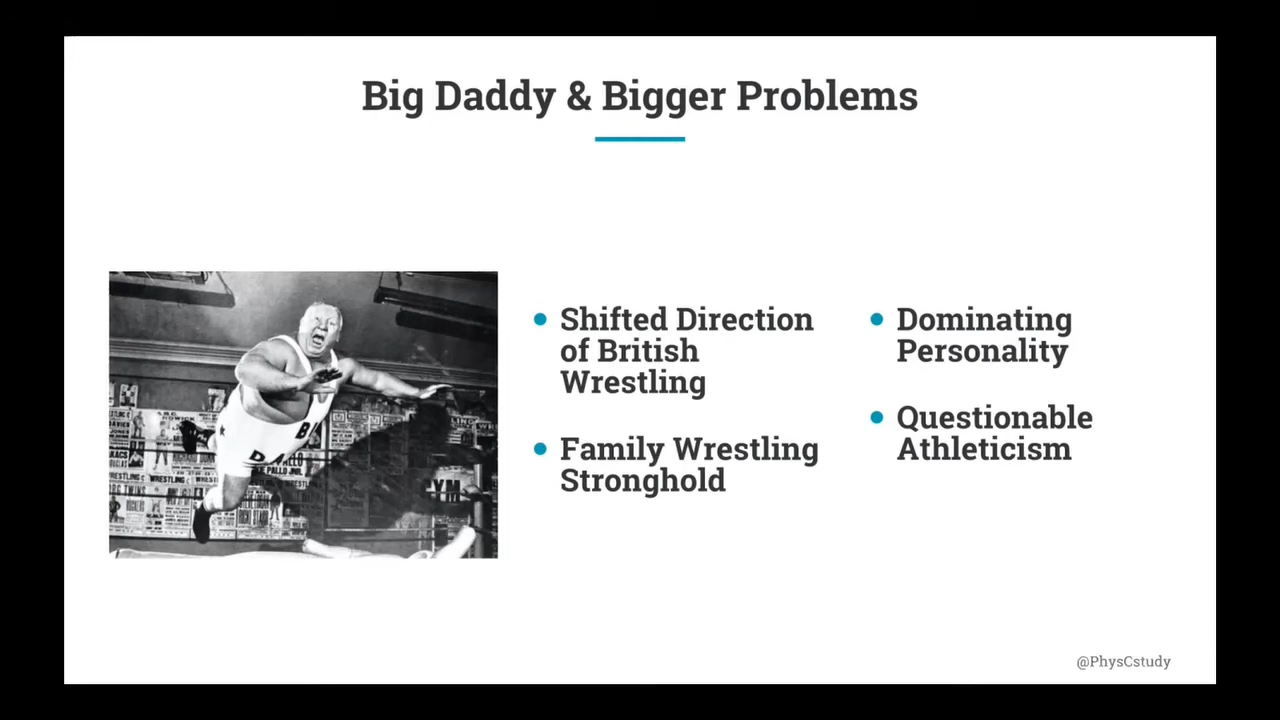 Big Daddy & Bigger Problems
Shifted Direction
of British
Wrestling
Family Wrestling
Stronghold
Dominating
Personality
Questionable
Athleticism
@PhysCstudy